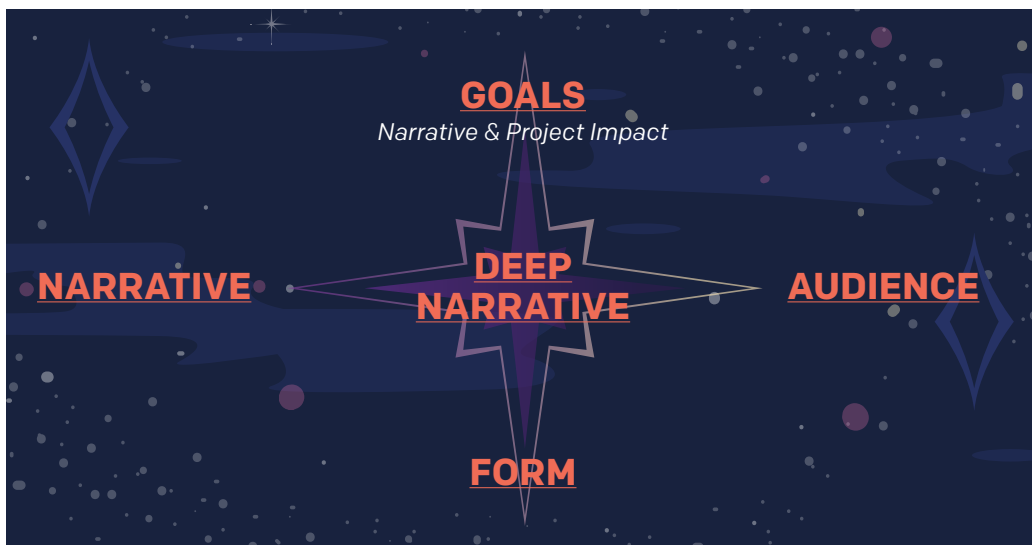 GOALS
Narrative & Project Impact
NARRATIVE
DEEP
NARRATIVE
AUDIENCE
FORM